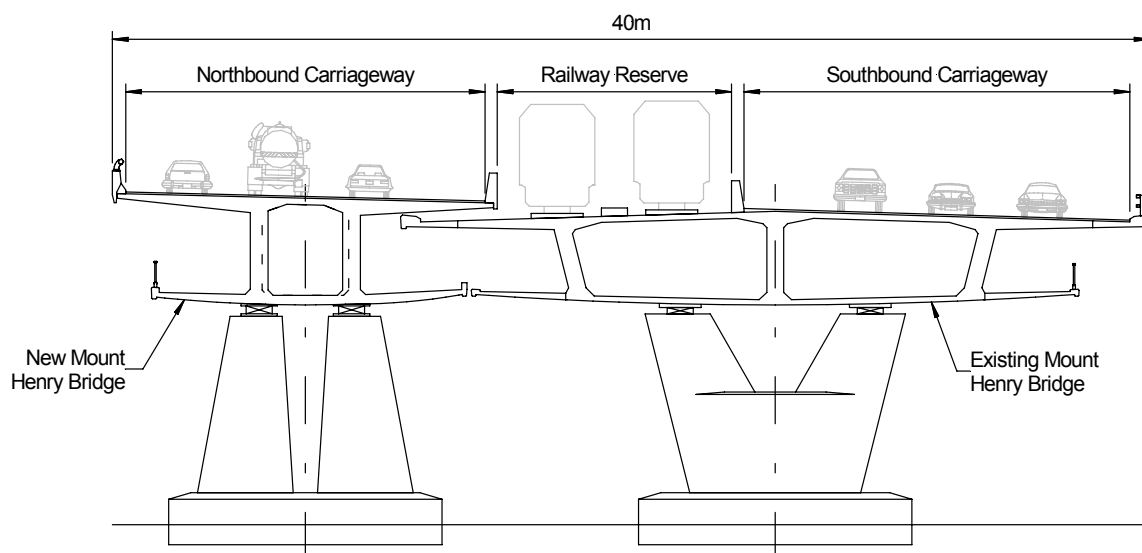 40m
Northbound Carriageway
Railway Reserve
Southbound Carriageway
New Mount
Henry Bridge
Existing Mount
Henry Bridge